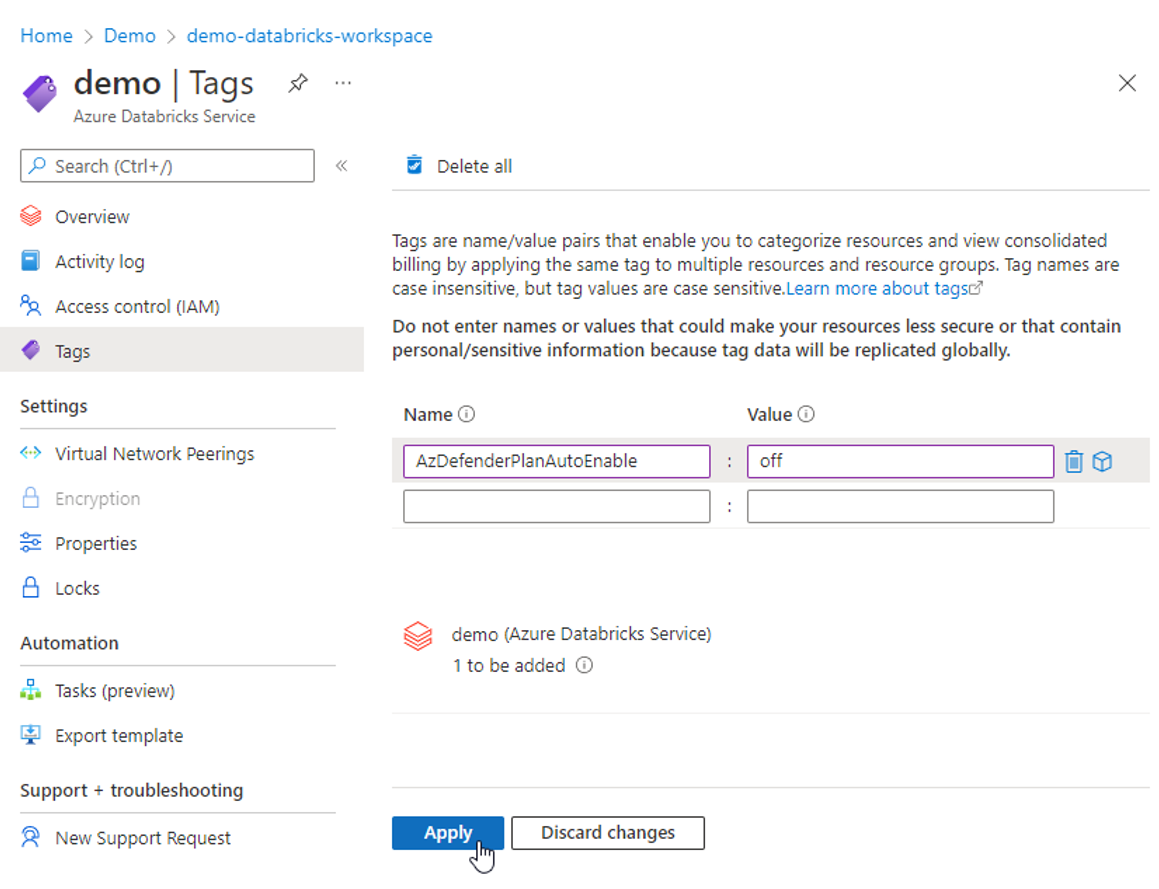 Home > Demo > demo-databricks-workspace
demo | Tags
...
Azure Databricks Service
Search (Ctrl+/)
«
Overview
Activity log
Access control (IAM)
Tags
Settings
Virtual Network Peerings
Encryption
Properties
Locks
Automation
Tasks (preview)
Export template
Support + troubleshooting
New Support Request
Delete all
Tags are name/value pairs that enable you to categorize resources and view consolidated
billing by applying the same tag to multiple resources and resource groups. Tag names are
case insensitive, but tag values are case sensitive.Learn more about tags
Do not enter names or values that could make your resources less secure or that contain
personal/sensitive information because tag data will be replicated globally.
Name Value
AzDefenderPlanAutoEnable : off
:
demo (Azure Databricks Service)
1 to be added
Apply Discard changes